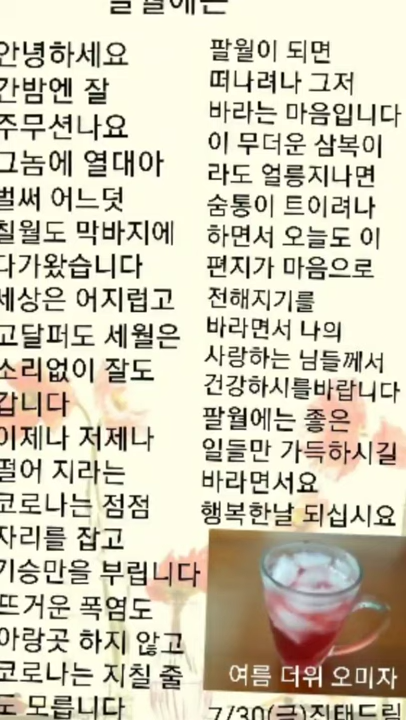 팔월에는
안녕하세요
간밤엔 잘
주무션나요
그놈에 열대아
벌써 어느덧
칠월도 막바지에
다가왔습니다
세상은 어지럽고
고달퍼도 세월은
소리없이 잘도
갑니다
이제나 저제나
떨어 지라는
코로나는 점점
자리를 잡고
기승만을 부립니다
뜨거운 폭염도
아랑곳 하지 않고
코로나는 지칠 줄
도 모릅니다
팔월이 되면
떠나려나 그저
바라는 마음입니다
이 무더운 삼복이
라도 얼릉지나면
숨통이 트이려나
하면서 오늘도 이
편지가 마음으로
전해지기를
바라면서 나의
사랑하는 님들께서
건강하시를바랍니다
팔월에는 좋은
일들만 가득하시길
바라면서요
행복한날 되십시요
여름 더위 오미자
7/30(금)진태드림